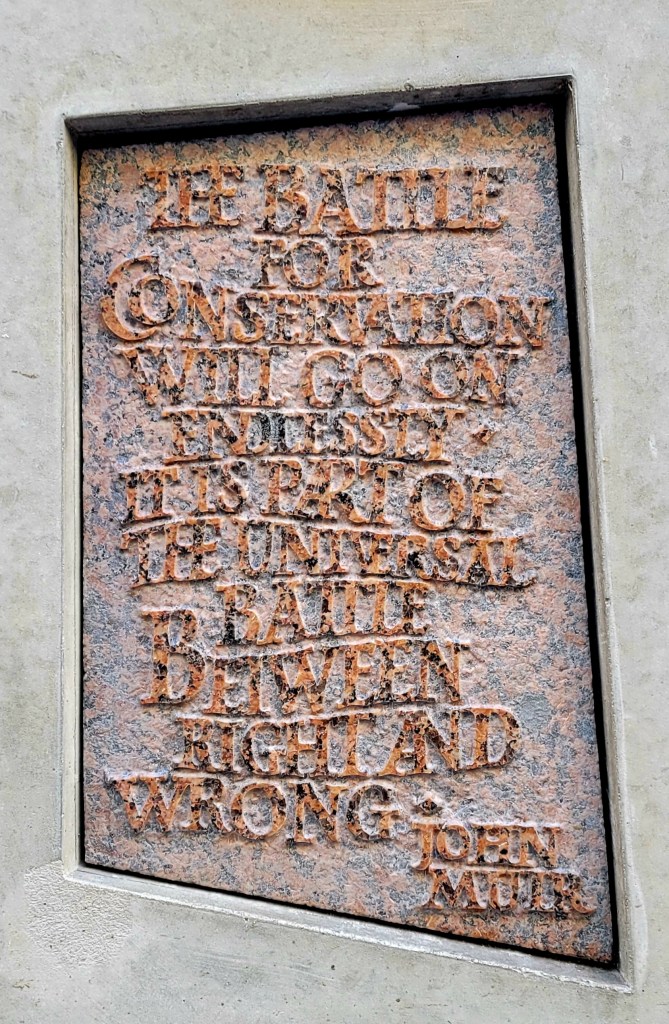 THE BATTLE
FOR
CONSERVATION
WILL GO ON
ENDLESSLY •
IT IS PART OF
THE UNIVERSAL
BATTLE
BETWEEN
RIGHT AND
WRONG •
JOHN
MUIR